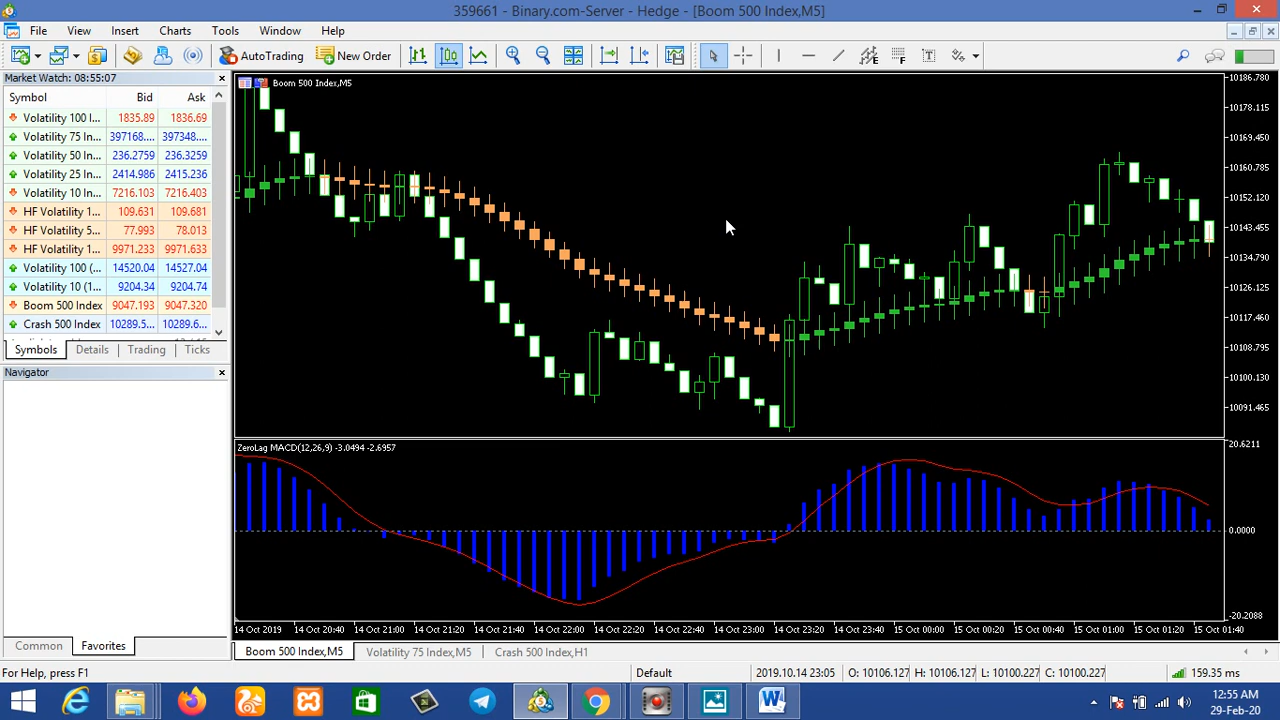 359661 - Binary.com-Server - Hedge - [Boom 500 Index,M5]
File View Insert Charts Tools Window Help
AutoTrading New Order
Market Watch: 08:55:07
Symbol Bid Ask
Volatility 100 I... 1835.89 1836.69
Volatility 75 In... 397168.... 397348....
Volatility 50 In... 236.2759 236.3259
Volatility 25 In... 2414.986 2415.236
Volatility 10 In... 7216.103 7216.403
HF Volatility 1... 109.631 109.681
HF Volatility 5... 77.993 78.013
HF Volatility 1... 9971.233 9971.633
Volatility 100 (... 14520.04 14527.04
Volatility 10 (1... 9204.34 9204.74
Boom 500 Index 9047.193 9047.320
Crash 500 Index 10289.5... 10289.6...
Symbols Details Trading Ticks
Navigator
Common Favorites
Boom 500 Index,M5
10186.780
10178.115
10169.450
10160.785
10152.120
10143.455
10134.790
10126.125
10117.460
10108.795
10100.130
10091.465
ZeroLag MACD(12,26,9) -3.0494 -2.6957
20.6211
0.0000
-20.2088
14 Oct 2019 14 Oct 20:40 14 Oct 21:00 14 Oct 21:20 14 Oct 21:40 14 Oct 22:00 14 Oct 22:20 14 Oct 22:40 14 Oct 23:00 14 Oct 23:20 14 Oct 23:40 15 Oct 00:00 15 Oct 00:20 15 Oct 00:40 15 Oct 01:00 15 Oct 01:20 15 Oct 01:40
Boom 500 Index,M5 Volatility 75 Index,M5 Crash 500 Index,H1
For Help, press F1 Default 2019.10.14 23:05 O: 10106.127 H: 10106.127 L: 10100.227 C: 10100.227 159.35 ms
12:55 AM
29-Feb-20